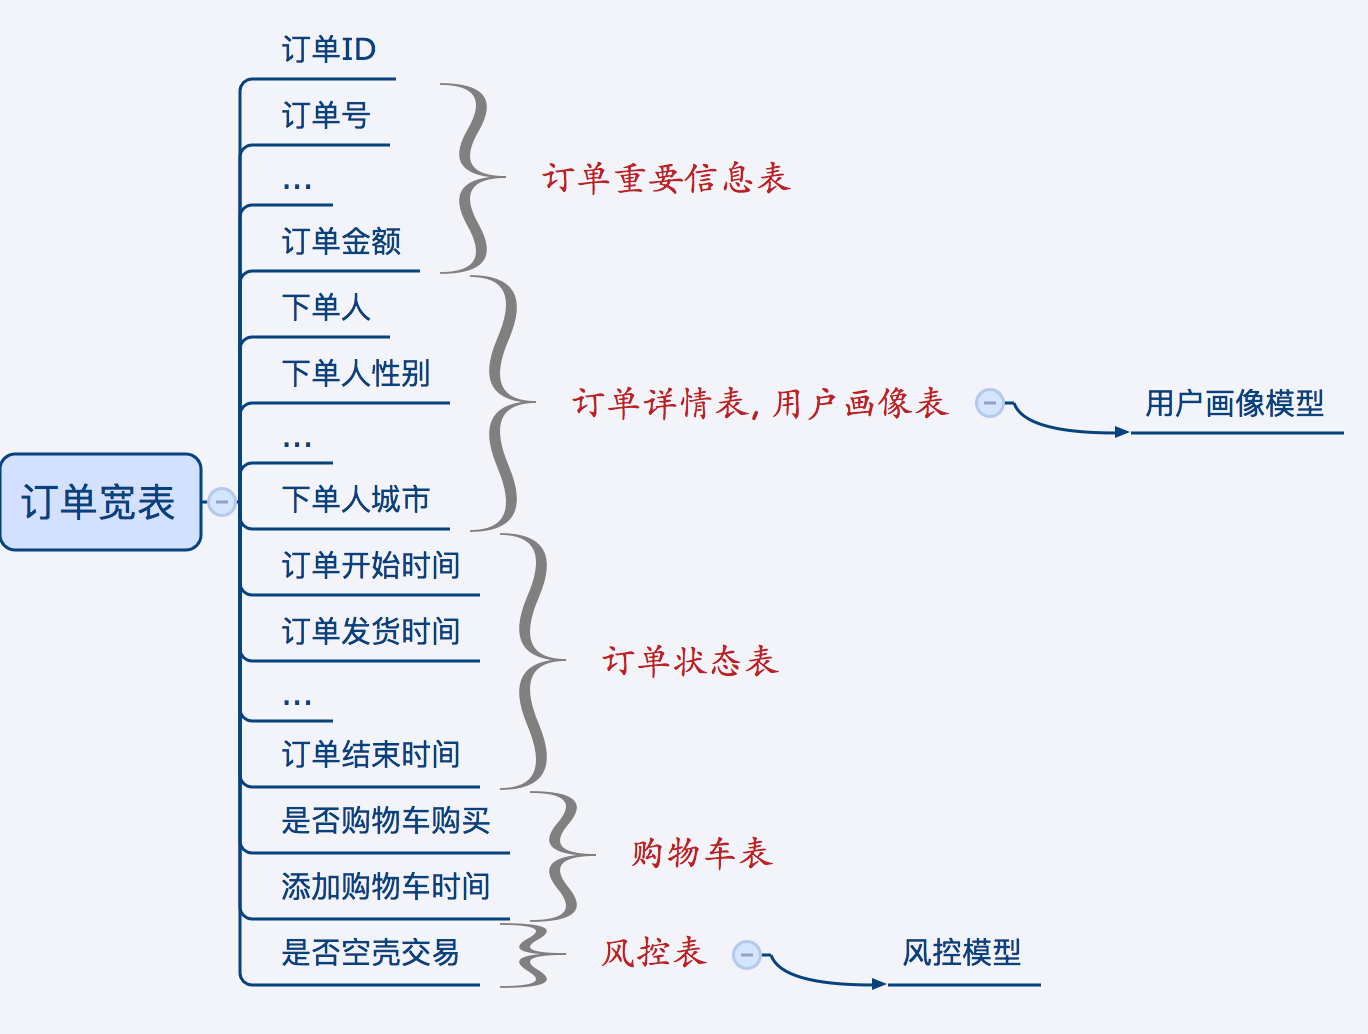 订单ID
订单号
...
订单重要信息表
订单金额
下单人
下单人性别
订单详情表, 用户画像表
用户画像模型
...
订单宽表
下单人城市
订单开始时间
订单发货时间
订单状态表
...
订单结束时间
是否购物车购买
购物车表
添加购物车时间
是否空壳交易
风控表
风控模型